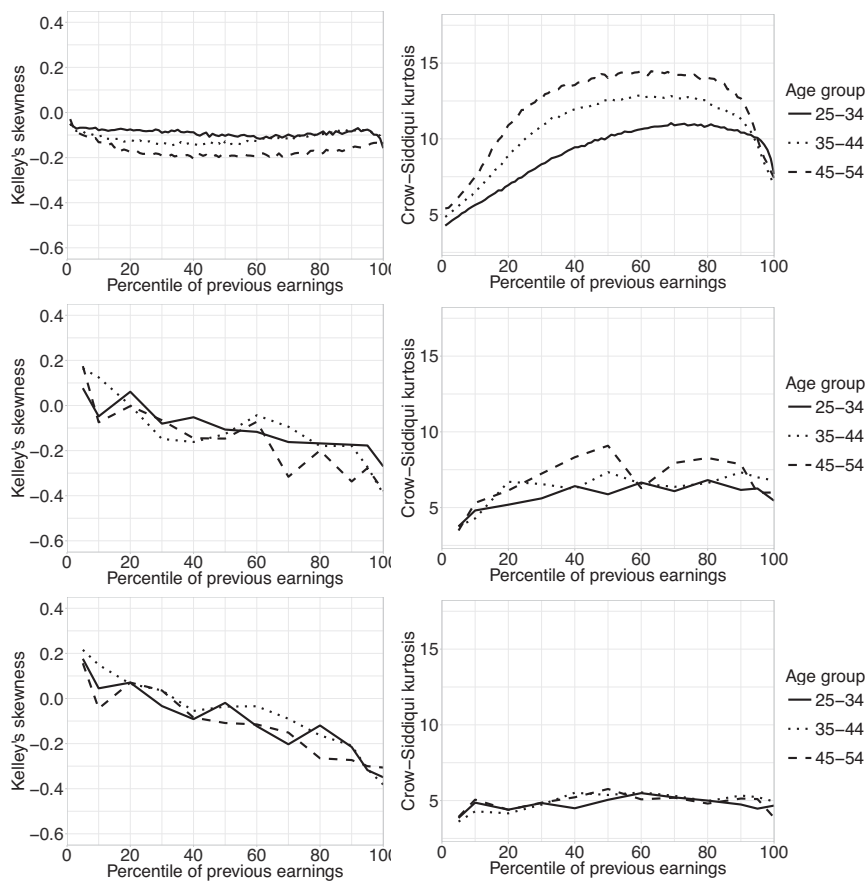 0.4
0.2
0.0
−0.2
−0.4
−0.6
Kelley's skewness
0 20 40 60 80 100
Percentile of previous earnings
15
10
5
Crow−Siddiqui kurtosis
0 20 40 60 80 100
Percentile of previous earnings
Age group
25−34
35−44
45−54
0.4
0.2
0.0
−0.2
−0.4
−0.6
Kelley's skewness
0 20 40 60 80 100
Percentile of previous earnings
15
10
5
Crow−Siddiqui kurtosis
0 20 40 60 80 100
Percentile of previous earnings
Age group
25−34
35−44
45−54
0.4
0.2
0.0
−0.2
−0.4
−0.6
Kelley's skewness
0 20 40 60 80 100
Percentile of previous earnings
15
10
5
Crow−Siddiqui kurtosis
0 20 40 60 80 100
Percentile of previous earnings
Age group
25−34
35−44
45−54